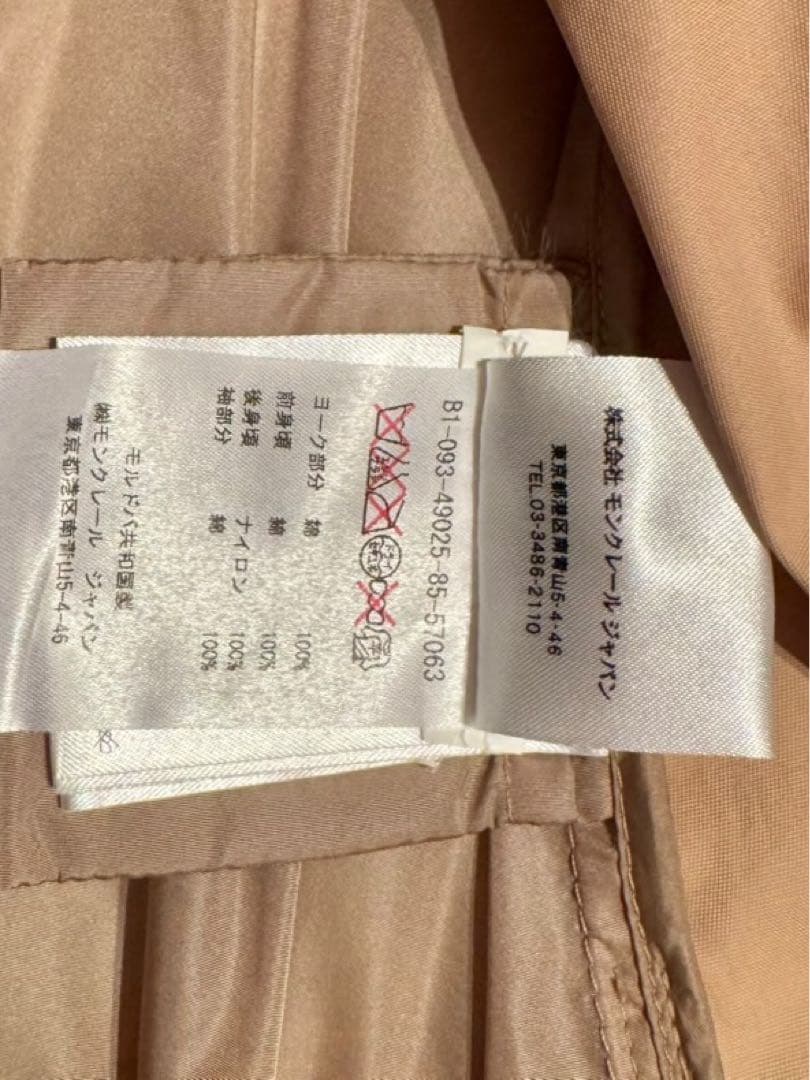 株式会社 モンクレール ジャパン
東京都港区南青山5-4-46
TEL.03-3486-2110
B1-093-49025-85-57063
ヨーク部分 綿 100%
前身頃 綿 100%
後身頃 ナイロン 100%
袖部分 綿 100%
モルドバ共和国製
㈱モンクレール ジャパン
東京都港区南青山5-4-46